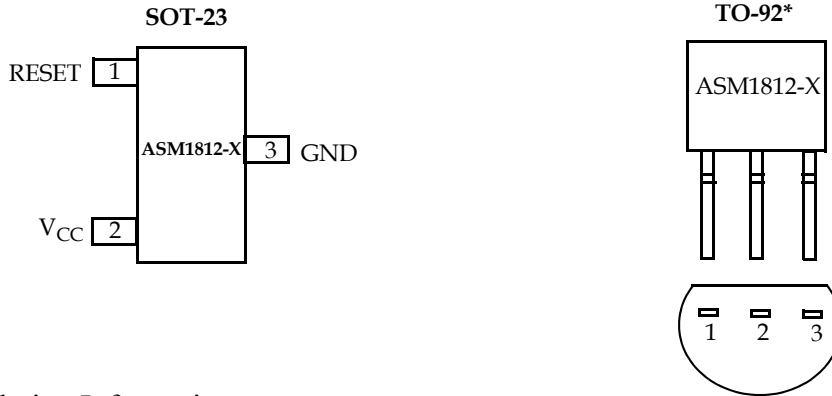 SOT-23
RESET 1
ASM1812-X 3 GND
VCC 2
TO-92*
ASM1812-X
1 2 3